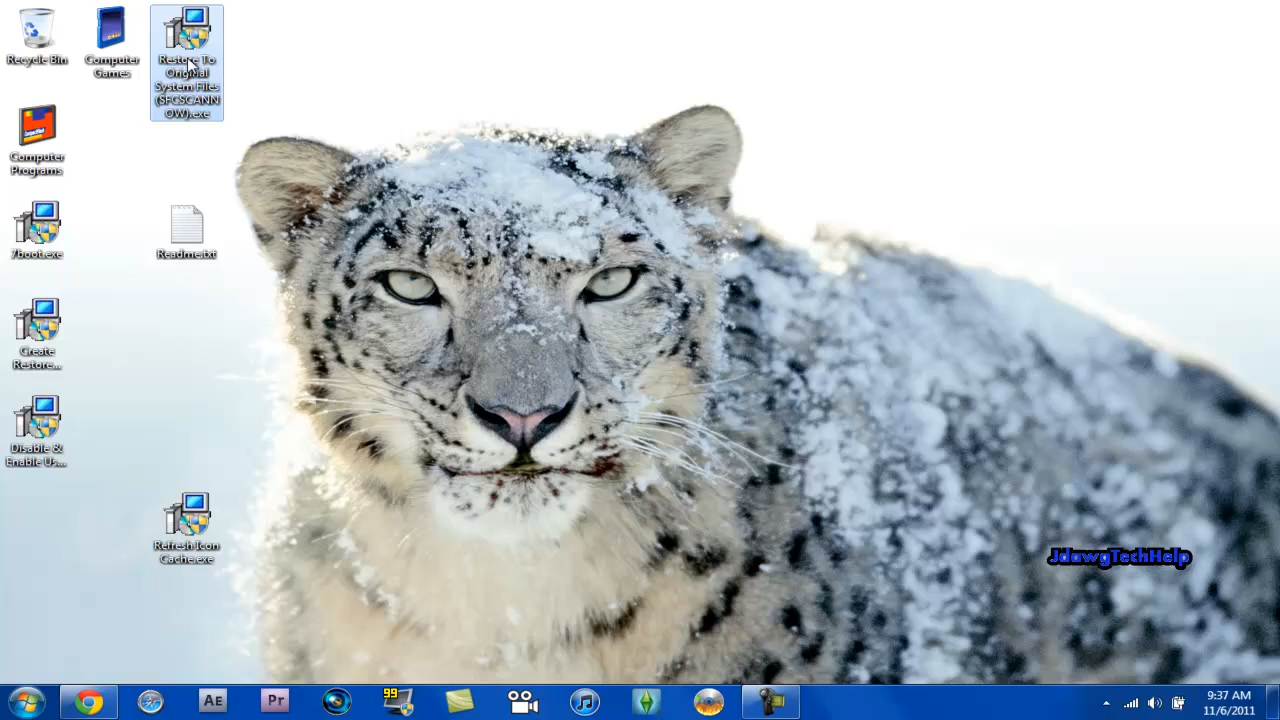 Recycle Bin
Computer
Games
Restore To
Original
System Files
(SFCSCANN
OW).exe
Computer
Programs
7boot.exe
Readme.txt
Create
Restore...
Disable &
Enable Us...
Refresh Icon
Cache.exe
JdawgTechHelp
AE
Pr
99
9:37 AM
11/6/2011